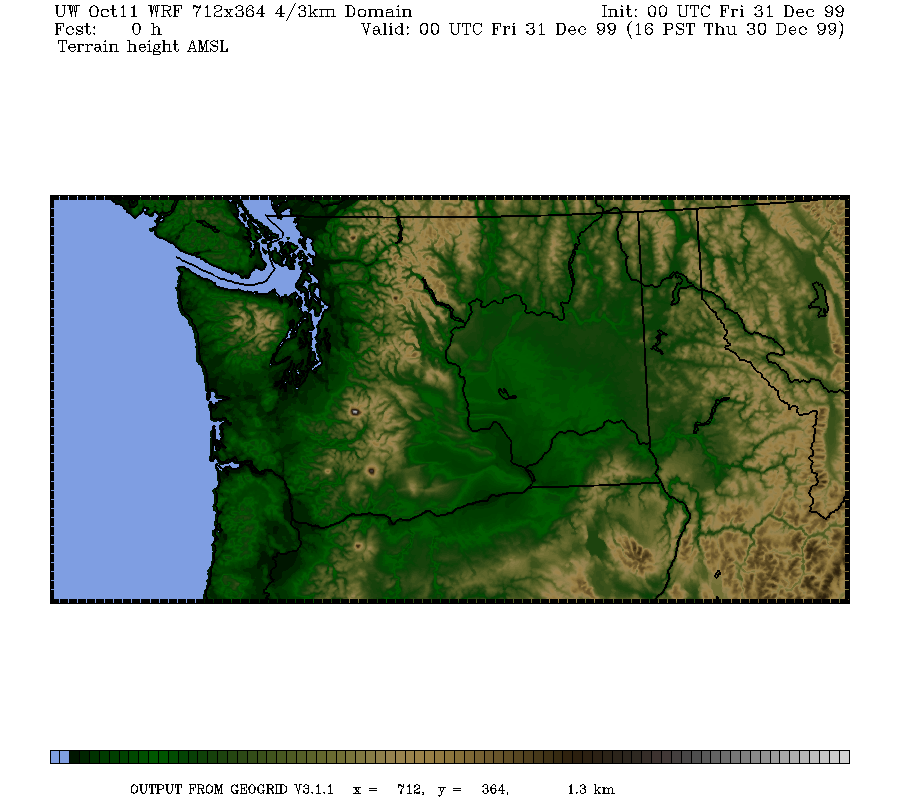 UW Oct11 WRF 712x364 4/3km Domain Init: 00 UTC Fri 31 Dec 99
Fcst: 0 h Valid: 00 UTC Fri 31 Dec 99 (16 PST Thu 30 Dec 99)
Terrain height AMSL
OUTPUT FROM GEOGRID V3.1.1 x = 712, y = 364, 1.3 km